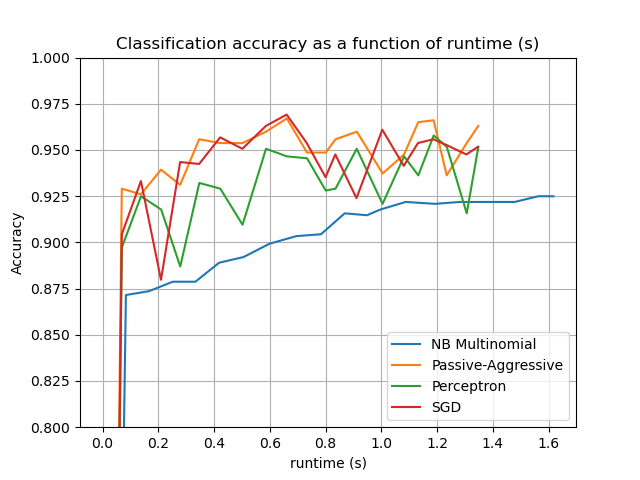 Classification accuracy as a function of runtime (s)
1.000
0.975
0.950
0.925
0.900
0.875
0.850
0.825
0.800
Accuracy
NB Multinomial
Passive-Aggressive
Perceptron
SGD
0.0 0.2 0.4 0.6 0.8 1.0 1.2 1.4 1.6
runtime (s)